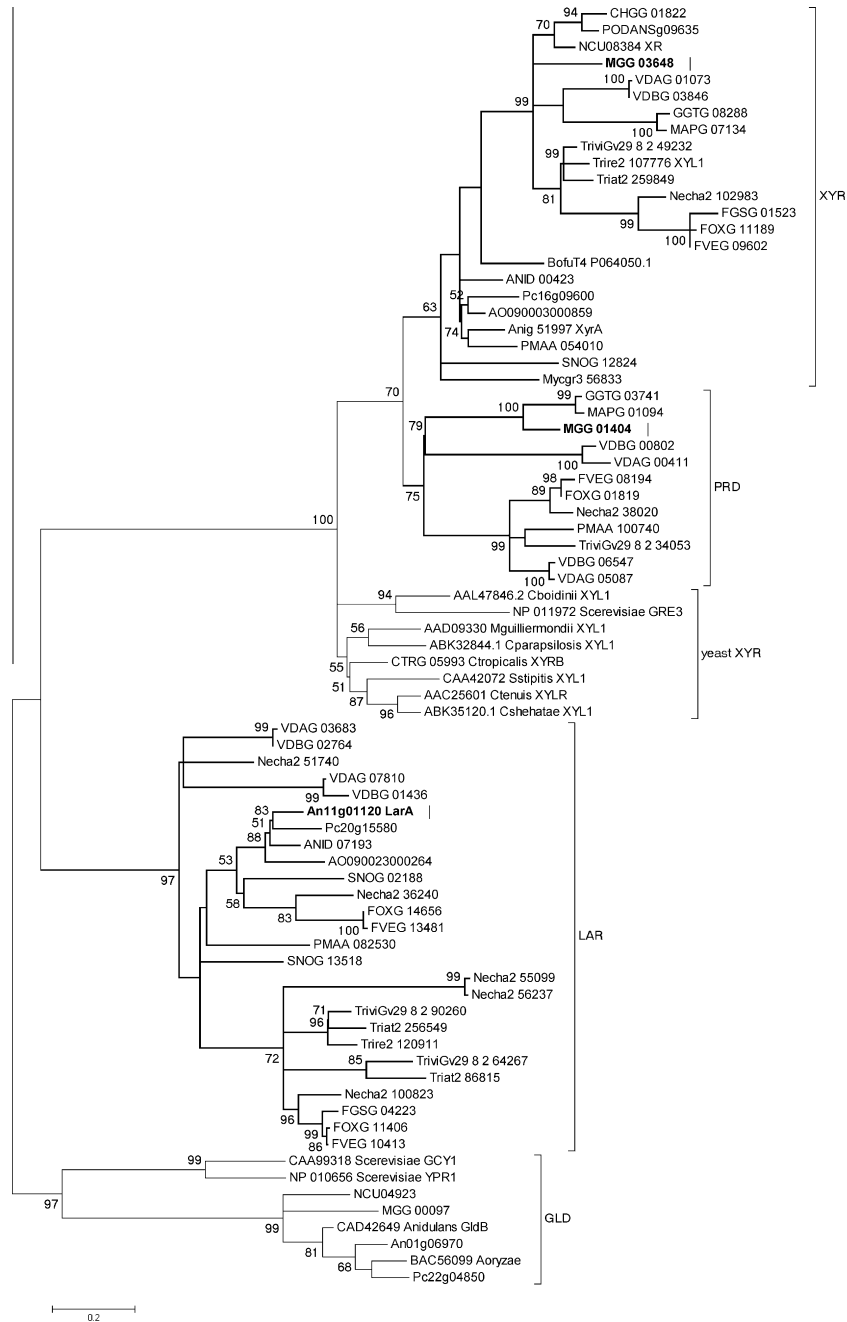 94
CHGG 01822
70
PODANSg09635
NCU08384 XR
MGG 03648
100
VDAG 01073
99
VDBG 03846
GGTG 08288
100
MAPG 07134
99
TriviGv29 8 2 49232
Trire2 107776 XYL1
Triat2 259849
XYR
81
Necha2 102983
99
FGSG 01523
FOXG 11189
100
FVEG 09602
BofuT4 P064050.1
ANID 00423
52
Pc16g09600
63
AO090003000859
74
Anig 51997 XyrA
PMAA 054010
SNOG 12824
Mycgr3 56833
70
99
GGTG 03741
100
MAPG 01094
79
MGG 01404
VDBG 00802
100
VDAG 00411
98
FVEG 08194
75
89
FOXG 01819
PRD
Necha2 38020
100
PMAA 100740
99
TriviGv29 8 2 34053
VDBG 06547
100
VDAG 05087
94
AAL47846.2 Cboidinii XYL1
NP 011972 Scerevisiae GRE3
56
AAD09330 Mguilliermondii XYL1
ABK32844.1 Cparapsilosis XYL1
yeast XYR
55
CTRG 05993 Ctropicalis XYRB
51
CAA42072 Sstipitis XYL1
87
AAC25601 Ctenuis XYLR
96
ABK35120.1 Cshehatae XYL1
99
VDAG 03683
VDBG 02764
Necha2 51740
VDAG 07810
99
VDBG 01436
83
An11g01120 LarA
51
Pc20g15580
88
ANID 07193
53
AO090023000264
97
SNOG 02188
58
Necha2 36240
83
FOXG 14656
100
FVEG 13481
LAR
PMAA 082530
SNOG 13518
99
Necha2 55099
Necha2 56237
71
TriviGv29 8 2 90260
96
Triat2 256549
Trire2 120911
72
85
TriviGv29 8 2 64267
Triat2 86815
Necha2 100823
96
FGSG 04223
99
FOXG 11406
86
FVEG 10413
99
CAA99318 Scerevisiae GCY1
NP 010656 Scerevisiae YPR1
97
NCU04923
MGG 00097
GLD
99
CAD42649 Anidulans GldB
81
An01g06970
68
BAC56099 Aoryzae
Pc22g04850
0.2